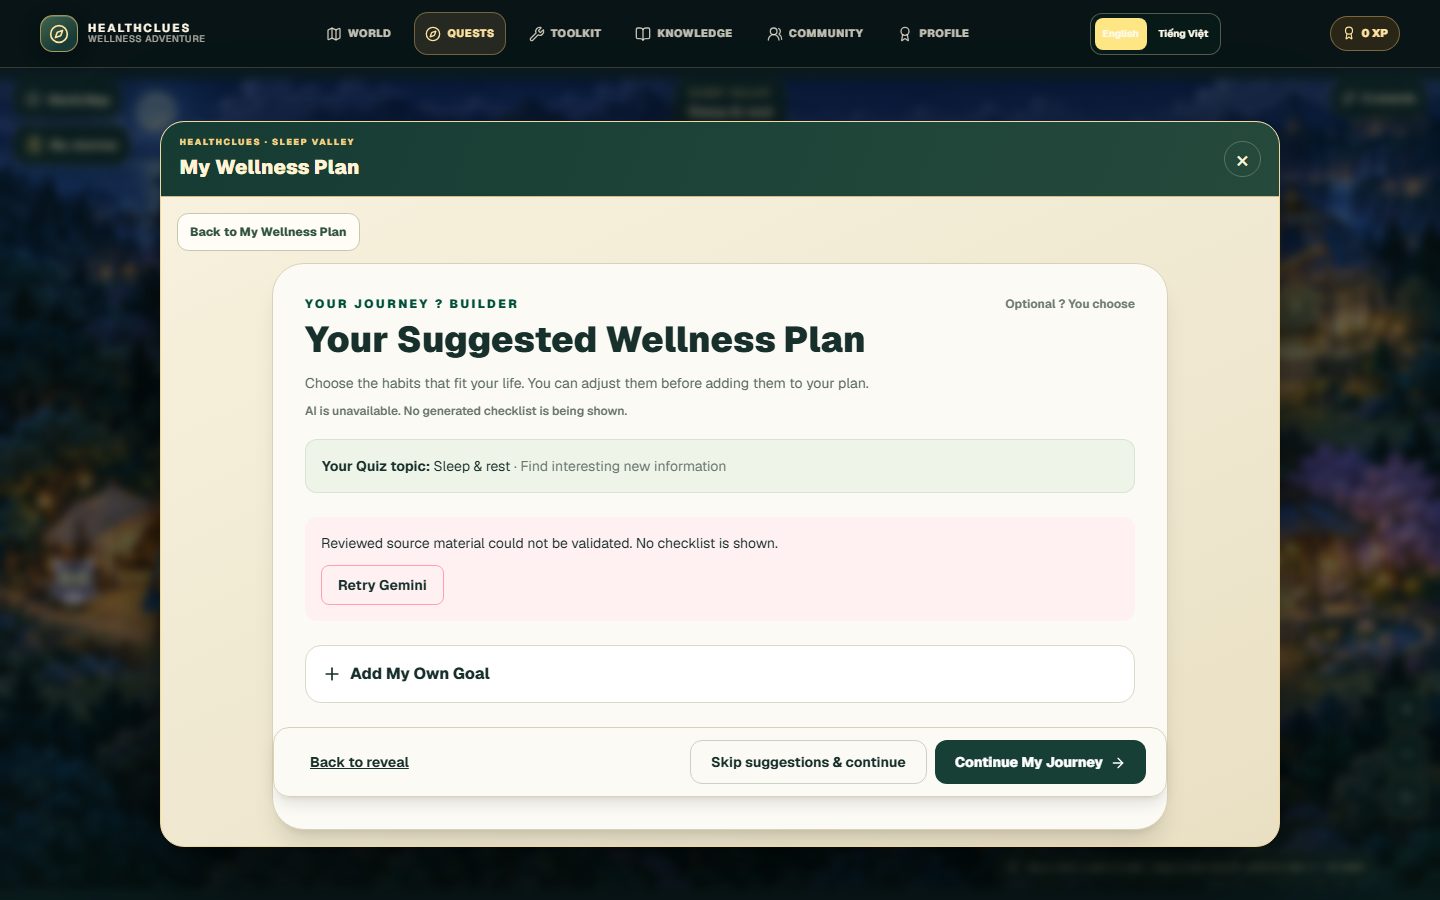 HEALTHCLUES
WELLNESS ADVENTURE
WORLD
QUESTS
TOOLKIT
KNOWLEDGE
COMMUNITY
PROFILE
English
Tiếng Việt
0 XP
HEALTHCLUES · SLEEP VALLEY
My Wellness Plan
Back to My Wellness Plan
YOUR JOURNEY ? BUILDER
Optional ? You choose
Your Suggested Wellness Plan
Choose the habits that fit your life. You can adjust them before adding them to your plan.
AI is unavailable. No generated checklist is being shown.
Your Quiz topic: Sleep & rest · Find interesting new information
Reviewed source material could not be validated. No checklist is shown.
Retry Gemini
Add My Own Goal
Back to reveal
Skip suggestions & continue
Continue My Journey